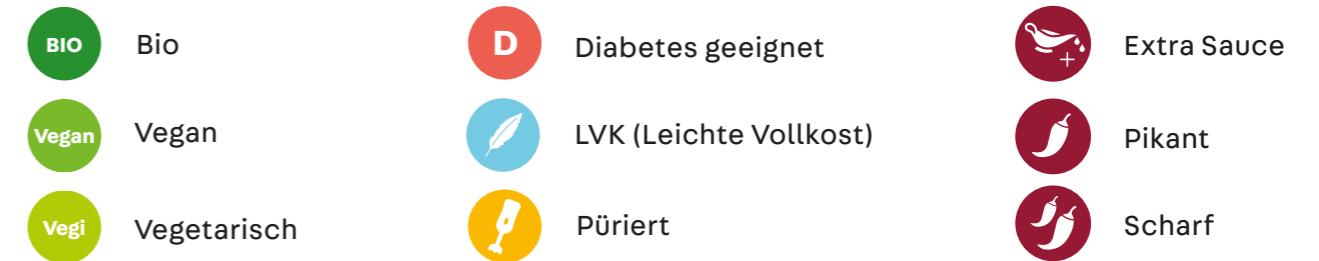 BIO Bio
D Diabetes geeignet
Extra Sauce
Vegan Vegan
LVK (Leichte Vollkost)
Pikant
Vegi Vegetarisch
Püriert
Scharf